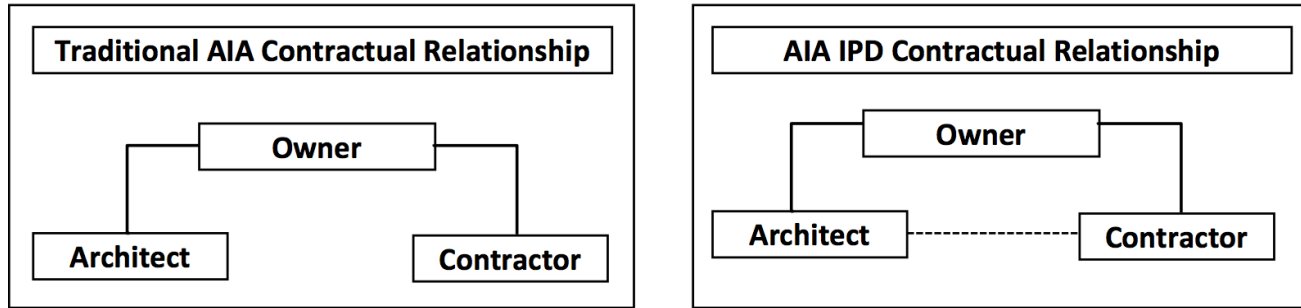 Traditional AIA Contractual Relationship
Owner
Architect
Contractor
AIA IPD Contractual Relationship
Owner
Architect
Contractor